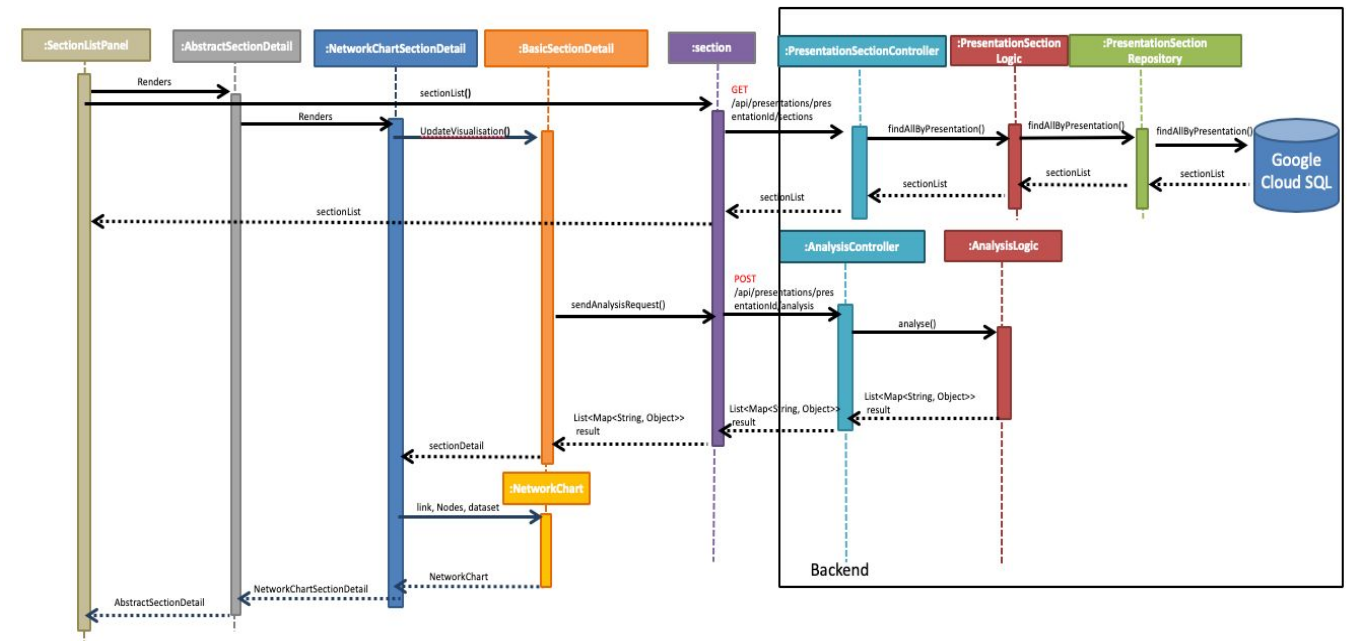 :SectionListPanel
:AbstractSectionDetail
:NetworkChartSectionDetail
:BasicSectionDetail
:section
:PresentationSectionController
:PresentationSection
Logic
:PresentationSection
Repository
Renders
sectionList()
GET
/api/presentations/pres
entationId/sections
Renders
UpdateVisualisation()
findAllByPresentation()
findAllByPresentation()
findAllByPresentation()
Google
Cloud SQL
sectionList
sectionList
sectionList
sectionList
sectionList
:AnalysisController
:AnalysisLogic
POST
/api/presentations/pres
entationId/analysis
sendAnalysisRequest()
analyse()
List<Map<String, Object>>
result
List<Map<String, Object>>
result
List<Map<String, Object>>
result
sectionDetail
:NetworkChart
link, Nodes, dataset
Backend
NetworkChart
NetworkChartSectionDetail
AbstractSectionDetail